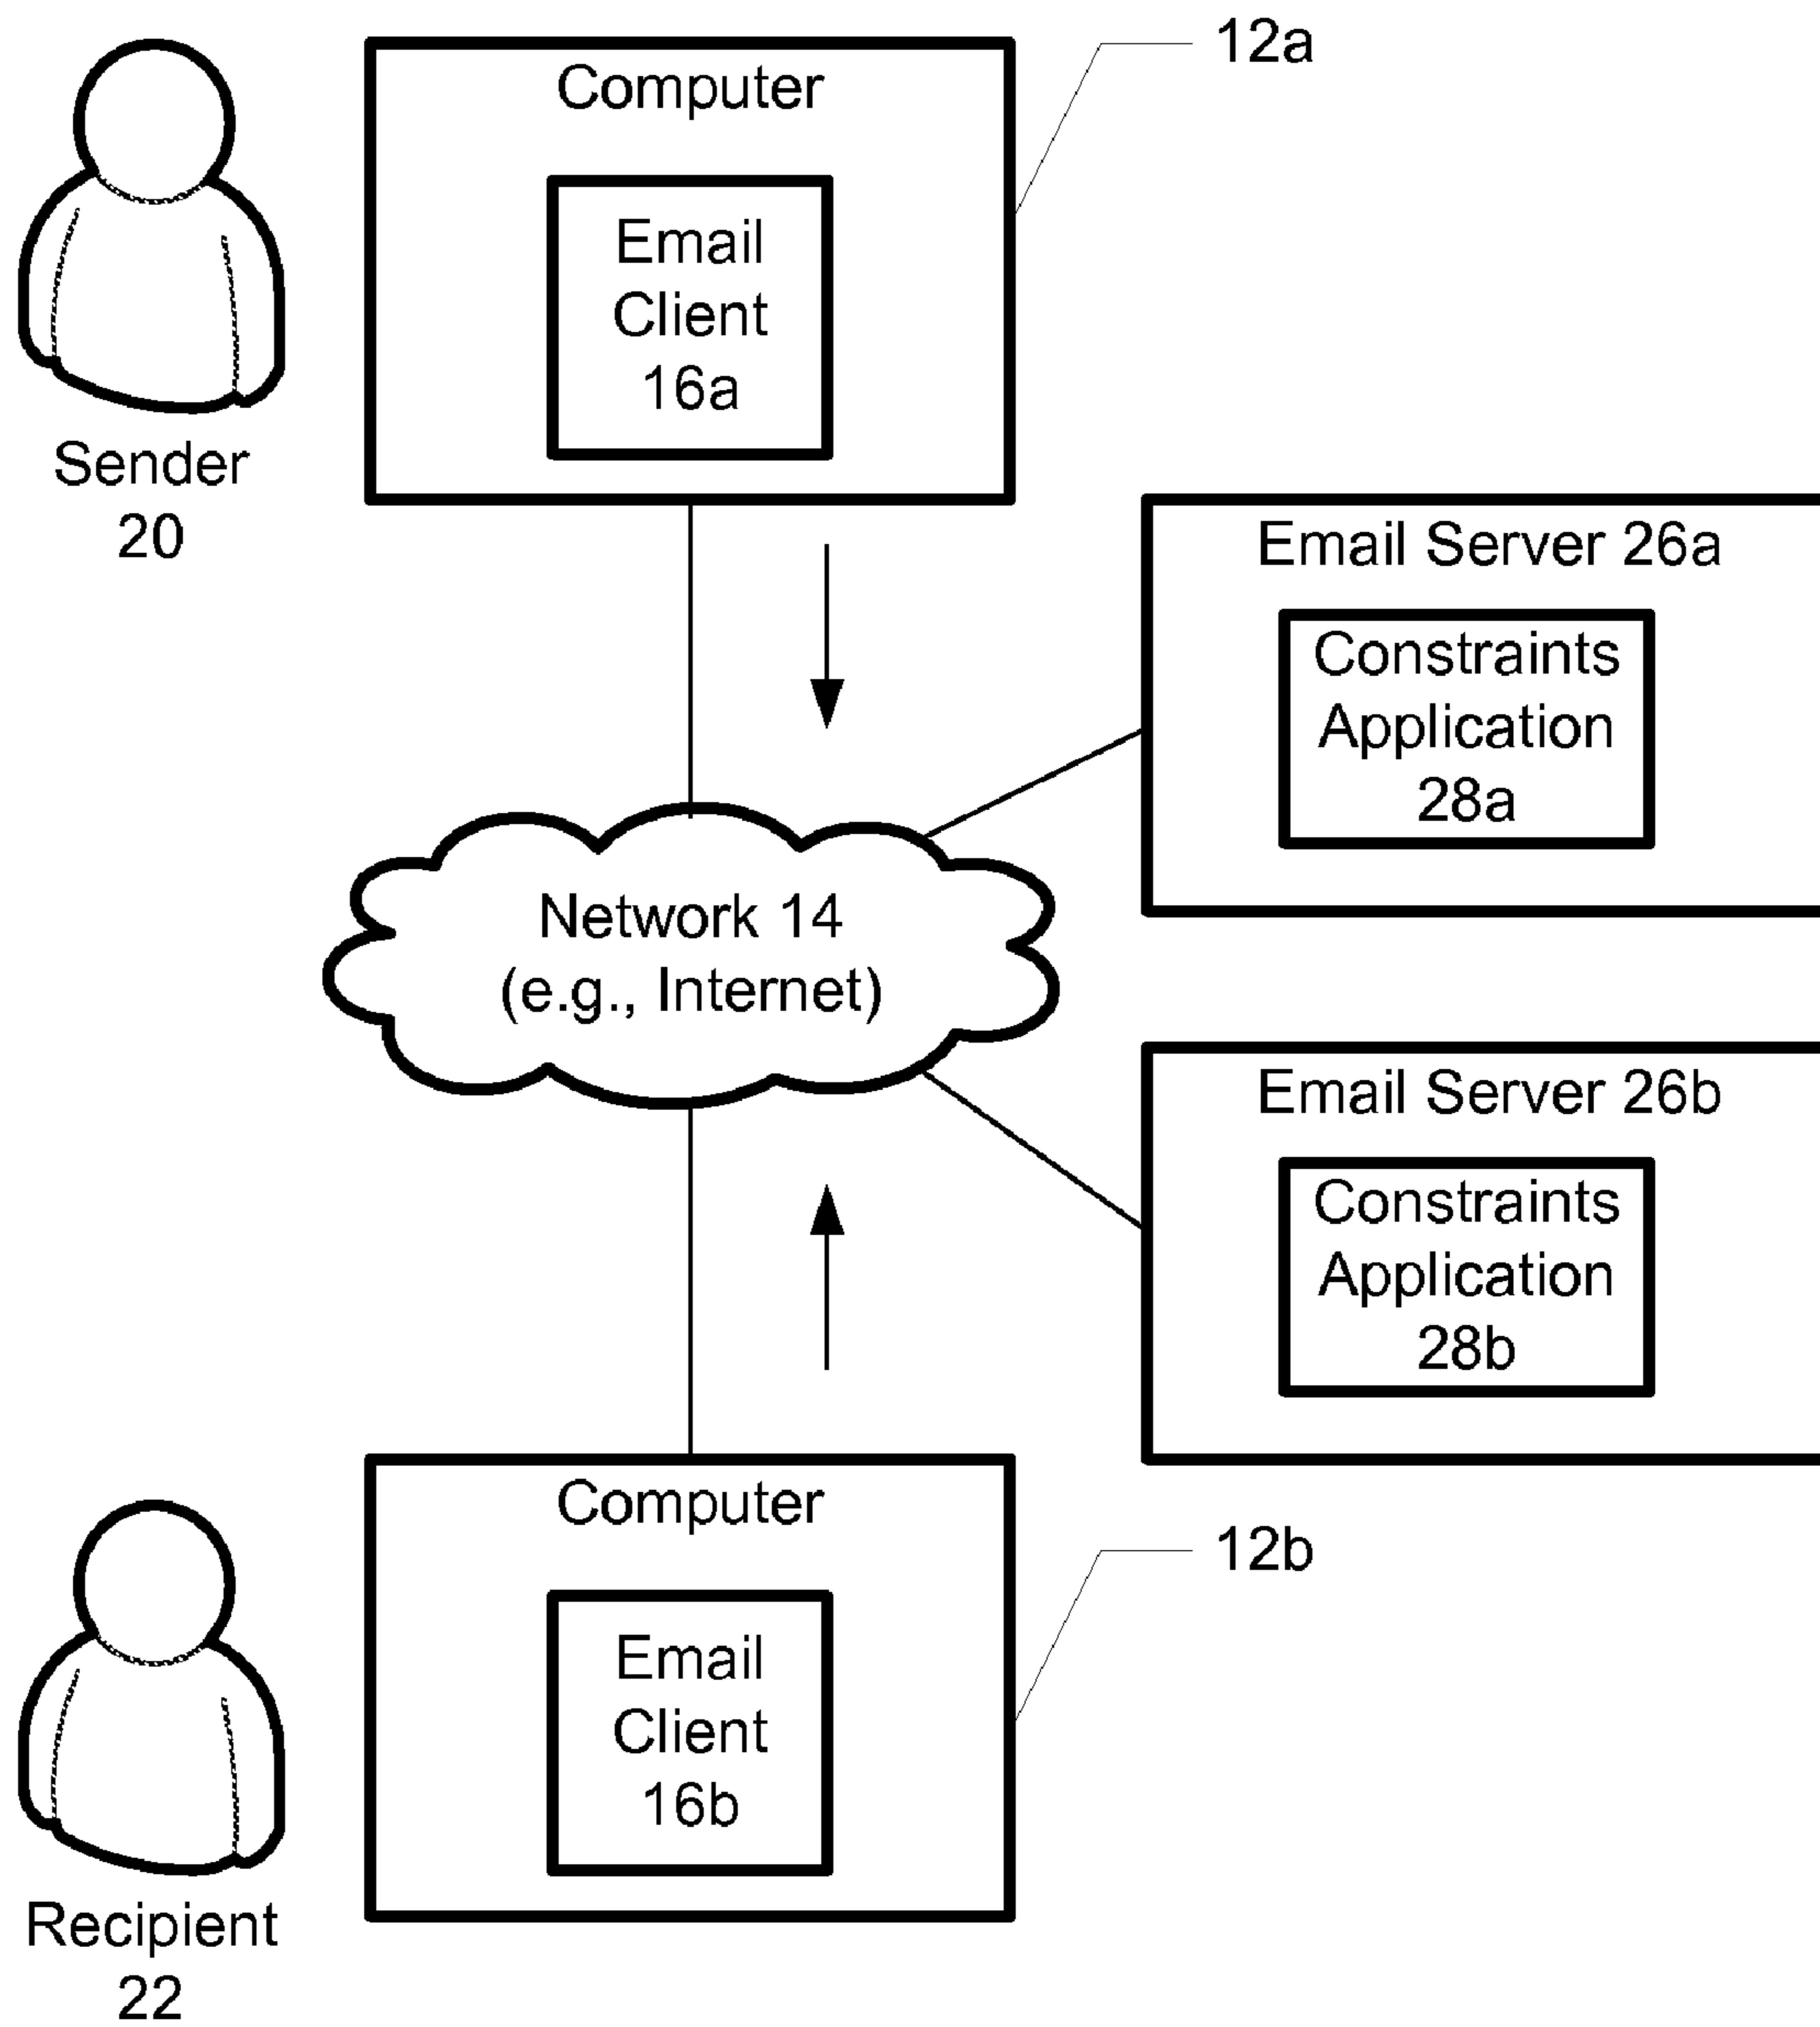 12a
Computer
Email
Client
16a
Sender
20
Email Server 26a
Constraints
Application
28a
Network 14
(e.g., Internet)
Email Server 26b
Constraints
Application
28b
Computer
12b
Email
Client
16b
Recipient
22